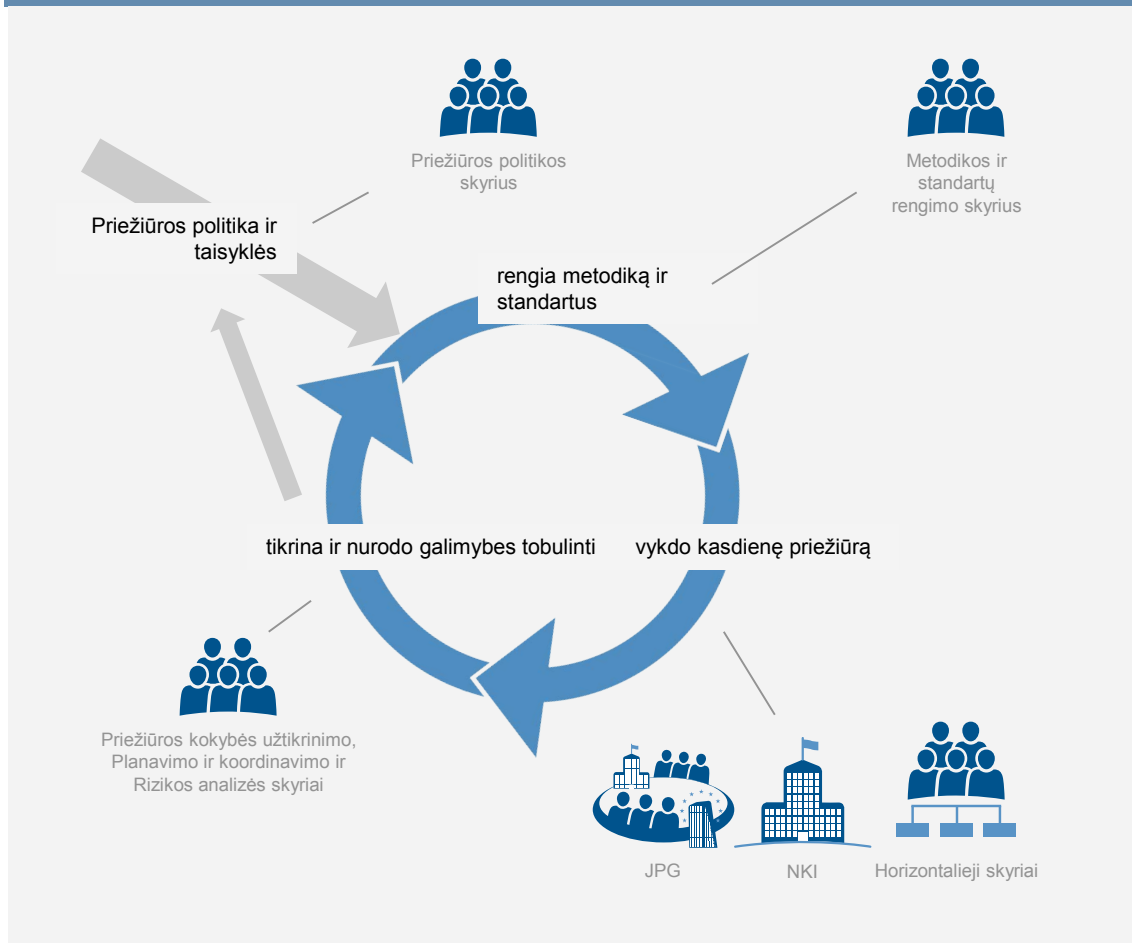 Priežiūros politikos
skyrius
Metodikos ir
standartų
rengimo skyrius
Priežiūros politika ir
taisyklės
rengia metodiką ir
standartus
tikrina ir nurodo galimybes tobulinti
vykdo kasdienę priežiūrą
Priežiūros kokybės užtikrinimo,
Planavimo ir koordinavimo ir
Rizikos analizės skyriai
JPG
NKI
Horizontalieji skyriai